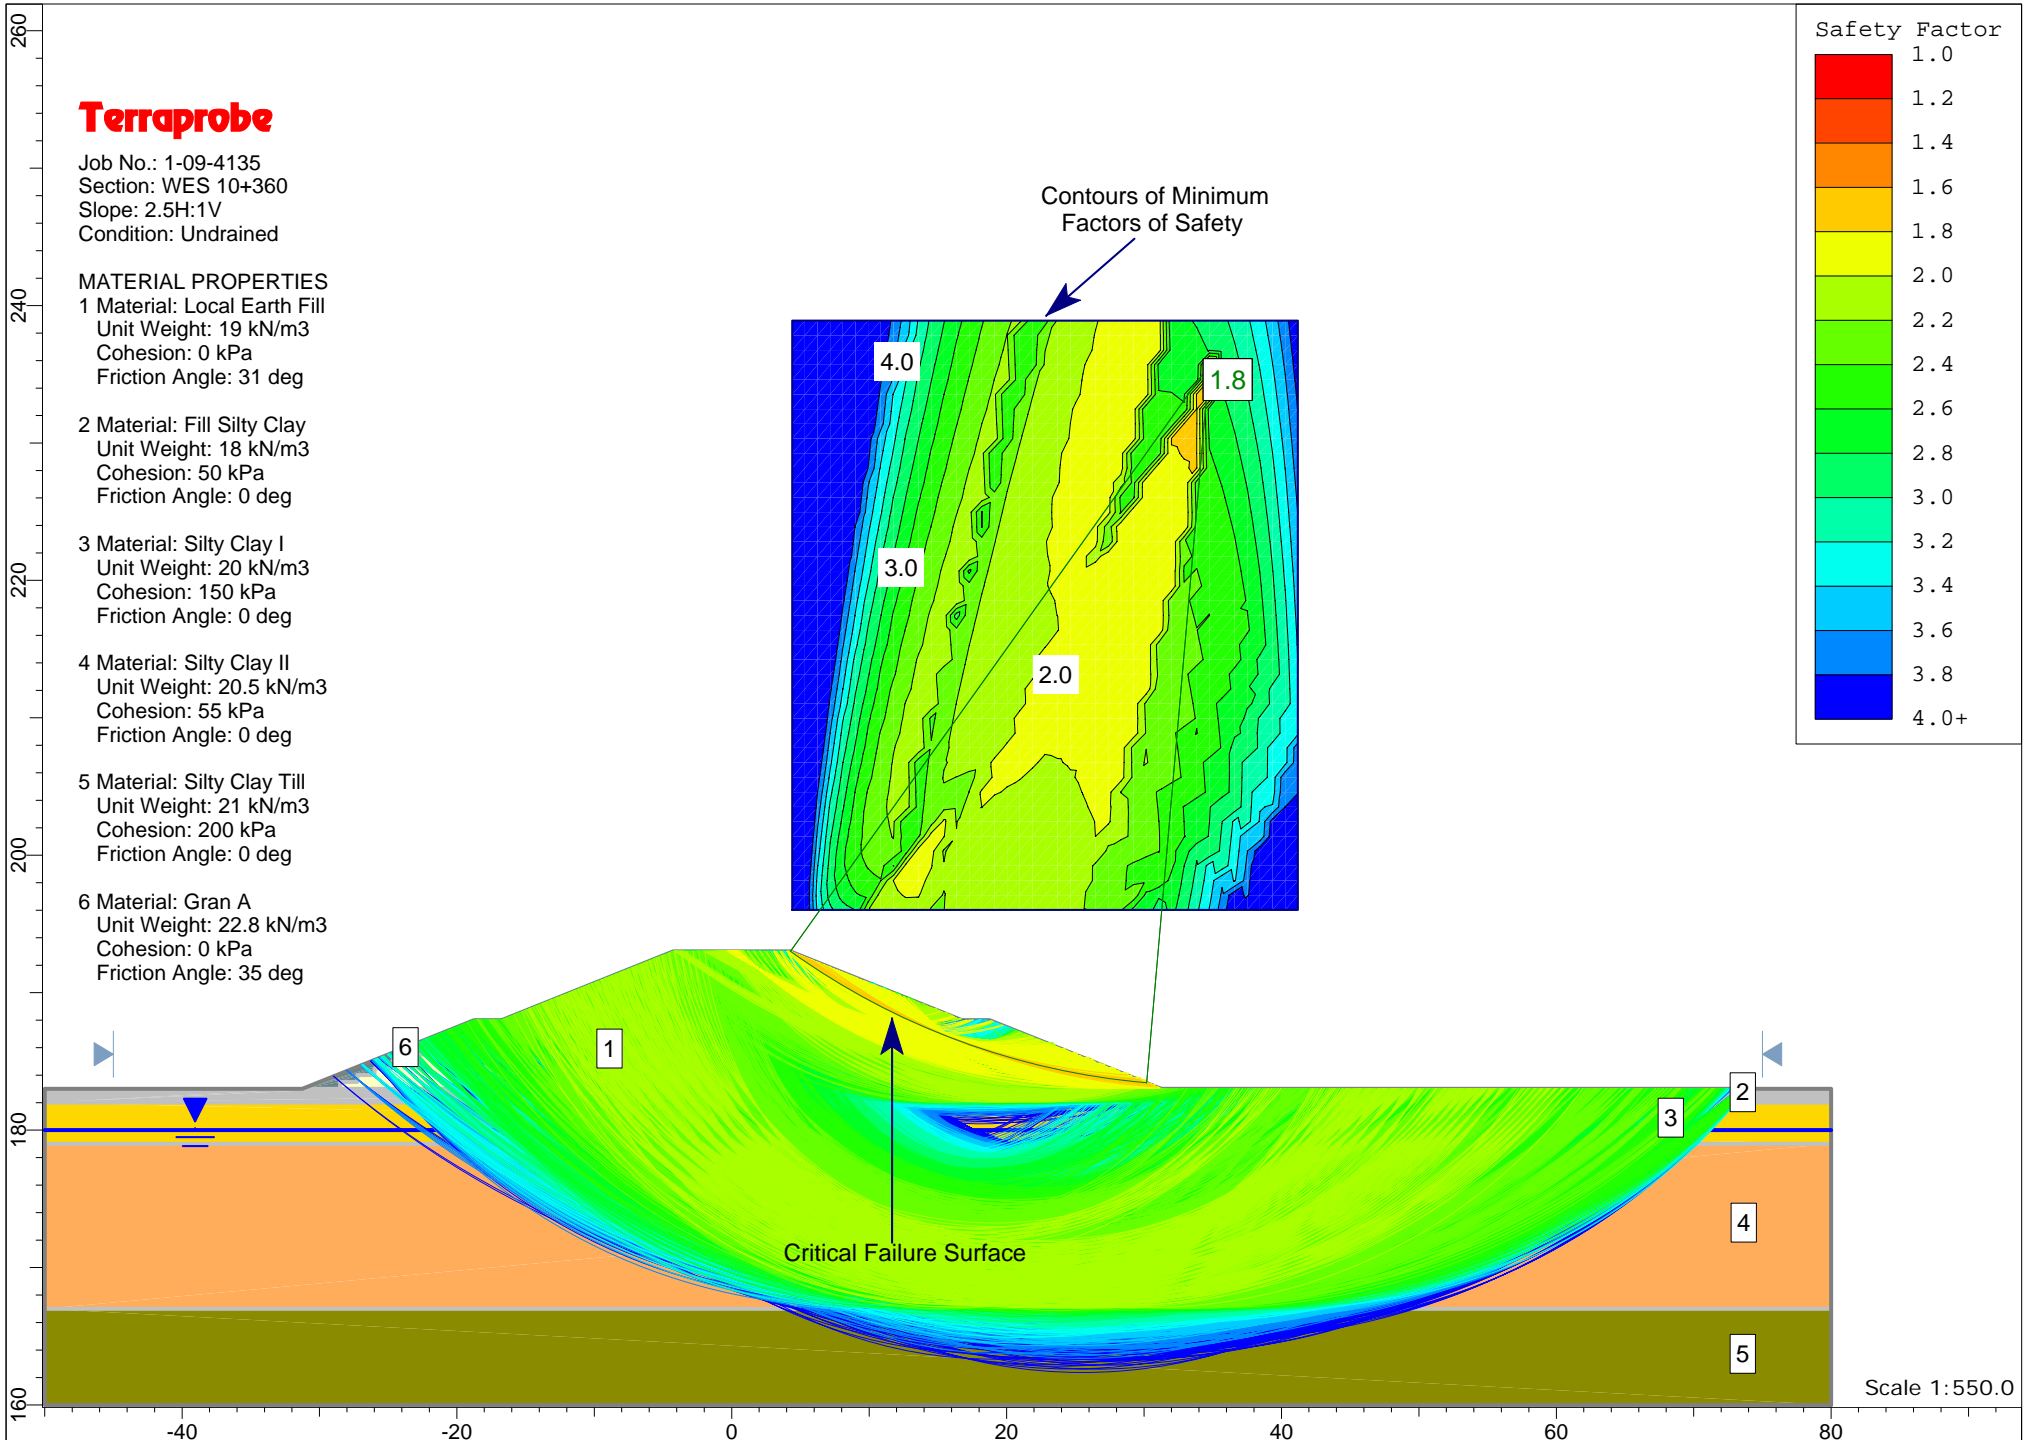 Terraprobe
Job No.: 1-09-4135
Section: WES 10+360
Slope: 2.5H:1V
Condition: Undrained
MATERIAL PROPERTIES
1 Material: Local Earth Fill
Unit Weight: 19 kN/m3
Cohesion: 0 kPa
Friction Angle: 31 deg
2 Material: Fill Silty Clay
Unit Weight: 18 kN/m3
Cohesion: 50 kPa
Friction Angle: 0 deg
3 Material: Silty Clay I
Unit Weight: 20 kN/m3
Cohesion: 150 kPa
Friction Angle: 0 deg
4 Material: Silty Clay II
Unit Weight: 20.5 kN/m3
Cohesion: 55 kPa
Friction Angle: 0 deg
5 Material: Silty Clay Till
Unit Weight: 21 kN/m3
Cohesion: 200 kPa
Friction Angle: 0 deg
6 Material: Gran A
Unit Weight: 22.8 kN/m3
Cohesion: 0 kPa
Friction Angle: 35 deg
Contours of Minimum
Factors of Safety
4.0
1.8
3.0
2.0
Safety Factor
1.0
1.2
1.4
1.6
1.8
2.0
2.2
2.4
2.6
2.8
3.0
3.2
3.4
3.6
3.8
4.0+
6
1
2
3
4
5
Critical Failure Surface
Scale 1:550.0
260
240
220
200
180
160
-40
-20
0
20
40
60
80